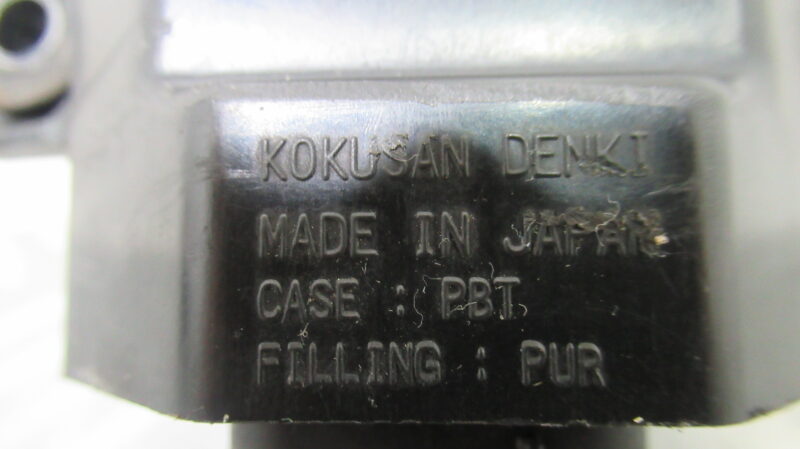 KOKUSAN DENKI
MADE IN JAPAN
CASE : PBT
FILLING : PUR